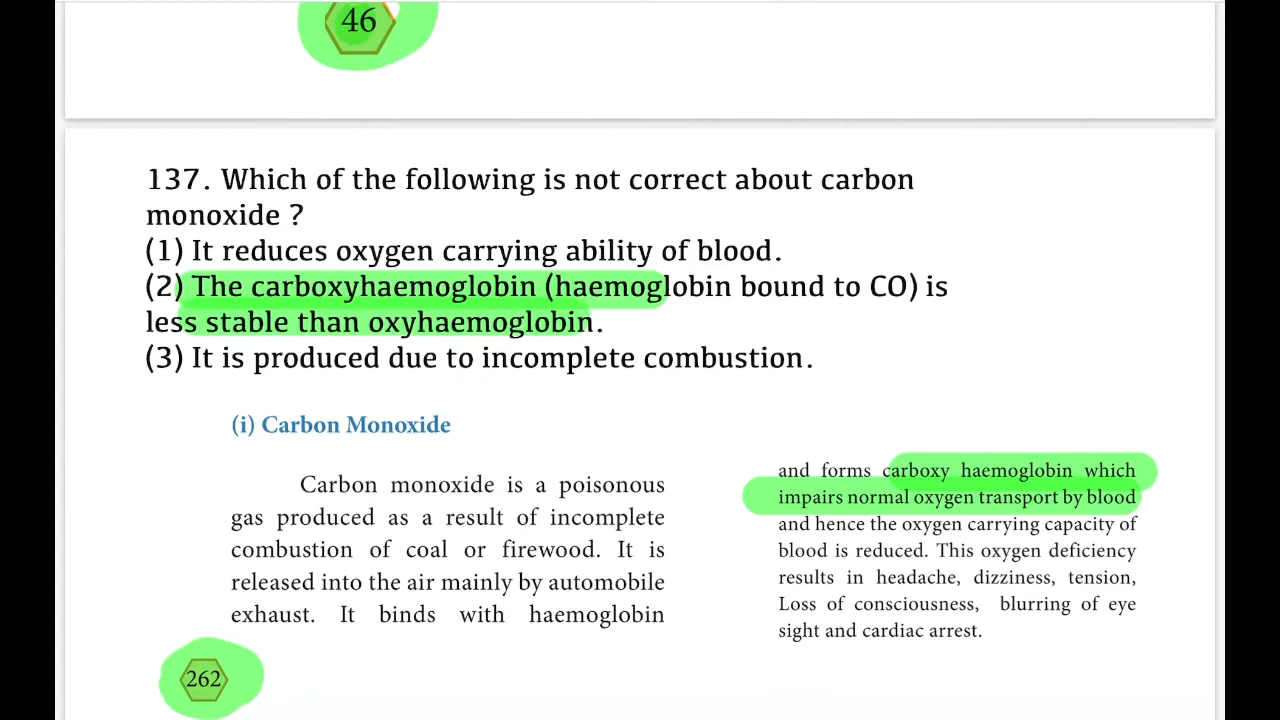 46
137. Which of the following is not correct about carbon
monoxide ?
(1) It reduces oxygen carrying ability of blood.
(2) The carboxyhaemoglobin (haemoglobin bound to CO) is
less stable than oxyhaemoglobin.
(3) It is produced due to incomplete combustion.
(i) Carbon Monoxide
Carbon monoxide is a poisonous
gas produced as a result of incomplete
combustion of coal or firewood. It is
released into the air mainly by automobile
exhaust. It binds with haemoglobin
and forms carboxy haemoglobin which
impairs normal oxygen transport by blood
and hence the oxygen carrying capacity of
blood is reduced. This oxygen deficiency
results in headache, dizziness, tension,
Loss of consciousness, blurring of eye
sight and cardiac arrest.
262